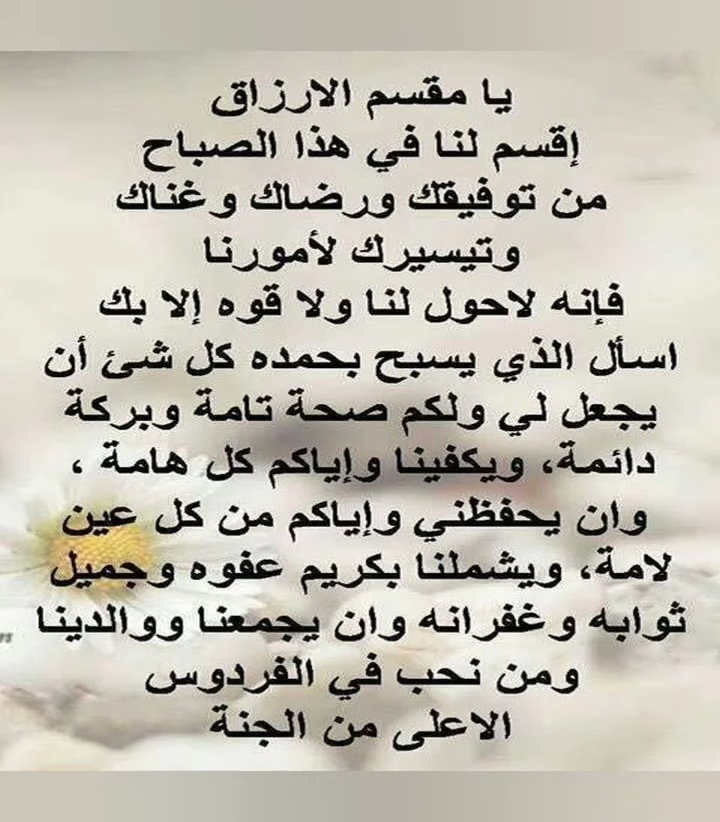 يا مقسم الارزاق
إقسم لنا في هذا الصباح
من توفيقك ورضاك وغناك
وتيسيرك لأمورنا
فإنه لاحول لنا ولا قوه إلا بك
اسأل الذي يسبح بحمده كل شئ أن
يجعل لي ولكم صحة تامة وبركة
دائمة، ويكفينا وإياكم كل هامة ،
وان يحفظني وإياكم من كل عين
لامة، ويشملنا بكريم عفوه وجميل
ثوابه وغفرانه وان يجمعنا ووالدينا
ومن نحب في الفردوس
الاعلى من الجنة